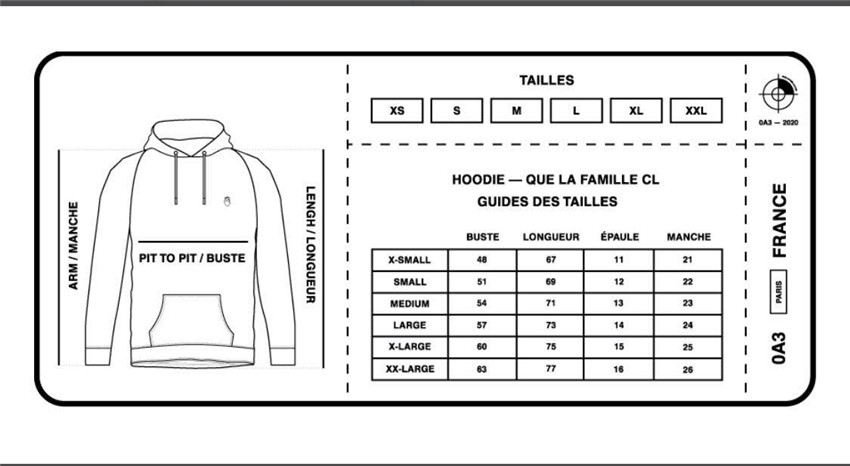 TAILLES
XS S M L XL XXL
0A3 — 2020
HOODIE — QUE LA FAMILLE CL
GUIDES DES TAILLES
BUSTE LONGUEUR ÉPAULE MANCHE
X-SMALL 48 67 11 21
SMALL 51 69 12 22
MEDIUM 54 71 13 23
LARGE 57 73 14 24
X-LARGE 60 75 15 25
XX-LARGE 63 77 16 26
ARM / MANCHE
PIT TO PIT / BUSTE
LENGH / LONGUEUR
0A3
PARIS
FRANCE